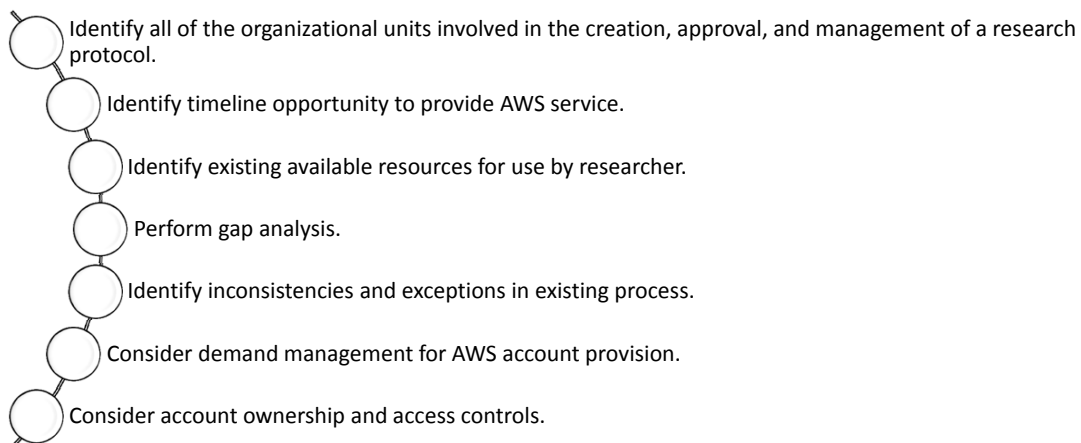 Identify all of the organizational units involved in the creation, approval, and management of a research
protocol.
Identify timeline opportunity to provide AWS service.
Identify existing available resources for use by researcher.
Perform gap analysis.
Identify inconsistencies and exceptions in existing process.
Consider demand management for AWS account provision.
Consider account ownership and access controls.